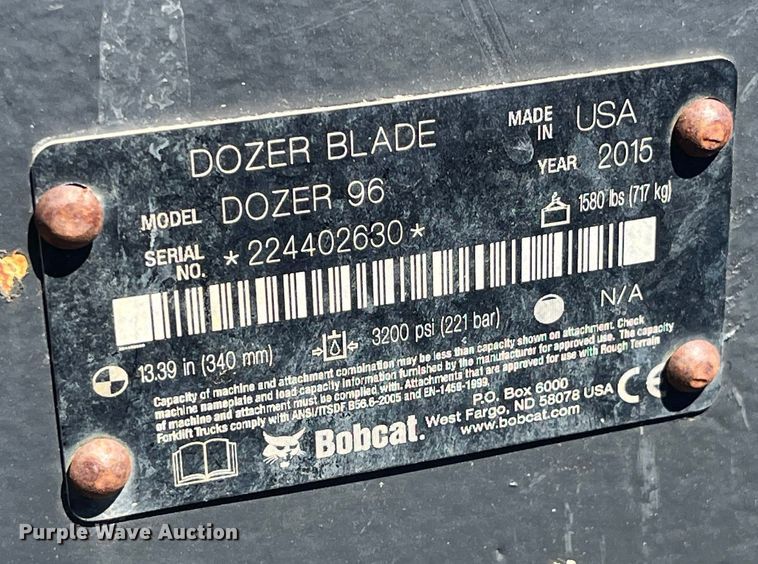 DOZER BLADE
MADE IN USA
MODEL DOZER 96
YEAR 2015
SERIAL NO. *224402630*
1580 lbs (717 kg)
N/A
13.39 in (340 mm)
3200 psi (221 bar)
Capacity of machine and attachment combination may be less than capacity shown on attachment. Check
machine nameplate and load capacity information furnished by the manufacturer for approved use. The capacity
of machine and attachment must be complied with. Attachments that are approved for use with Rough Terrain
Forklift Trucks comply with ANSI/ITSDF B56.6-2005 and EN-1459-1999.
Bobcat.
P.O. Box 6000
West Fargo, ND 58078 USA
www.bobcat.com
CE
Purple Wave Auction